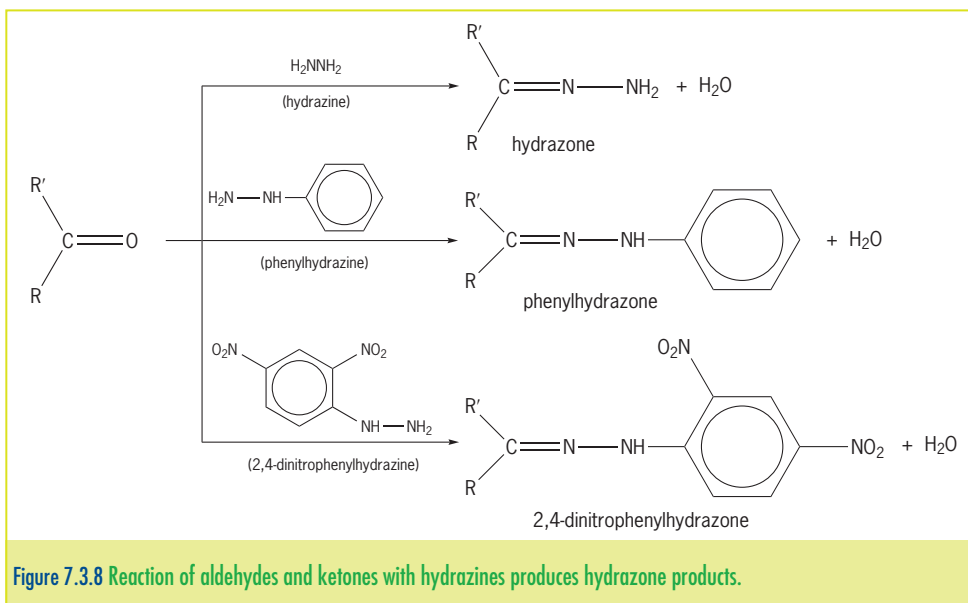 R'
C
O
R
H₂NNH₂
(hydrazine)
R'
C
N
NH₂ + H₂O
R
hydrazone
H₂N
NH
(phenylhydrazine)
R'
C
N
NH
+ H₂O
R
phenylhydrazone
O₂N
NO₂
NH
NH₂
(2,4-dinitrophenylhydrazine)
O₂N
R'
C
N
NH
NO₂ + H₂O
R
2,4-dinitrophenylhydrazone
Figure 7.3.8 Reaction of aldehydes and ketones with hydrazines produces hydrazone products.